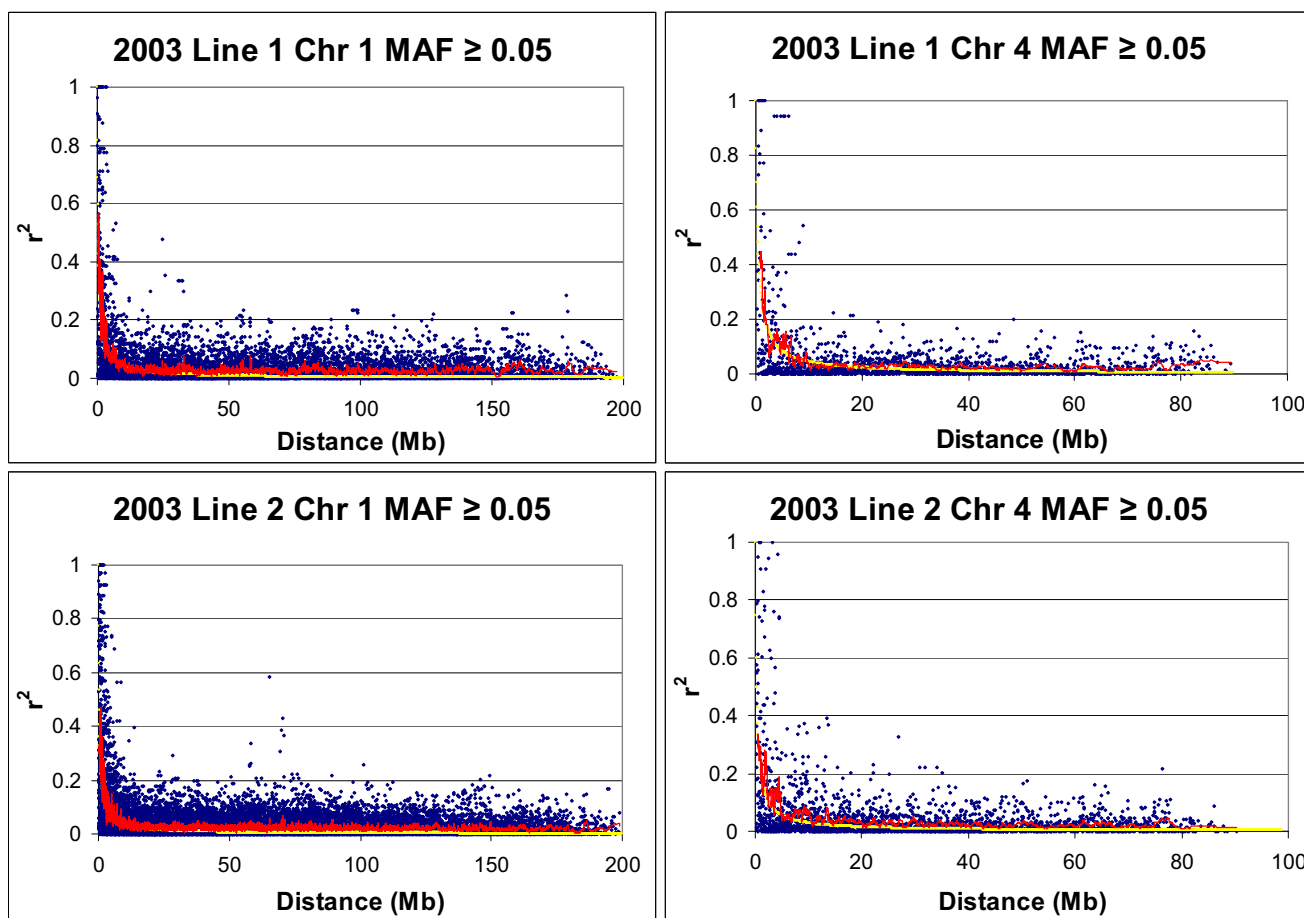 2003 Line 1 Chr 1 MAF ≥ 0.05
1
0.8
0.6
0.4
0.2
0
r²
0 50 100 150 200
Distance (Mb)
2003 Line 1 Chr 4 MAF ≥ 0.05
1
0.8
0.6
0.4
0.2
0
r²
0 20 40 60 80 100
Distance (Mb)
2003 Line 2 Chr 1 MAF ≥ 0.05
1
0.8
0.6
0.4
0.2
0
r²
0 50 100 150 200
Distance (Mb)
2003 Line 2 Chr 4 MAF ≥ 0.05
1
0.8
0.6
0.4
0.2
0
r²
0 20 40 60 80 100
Distance (Mb)